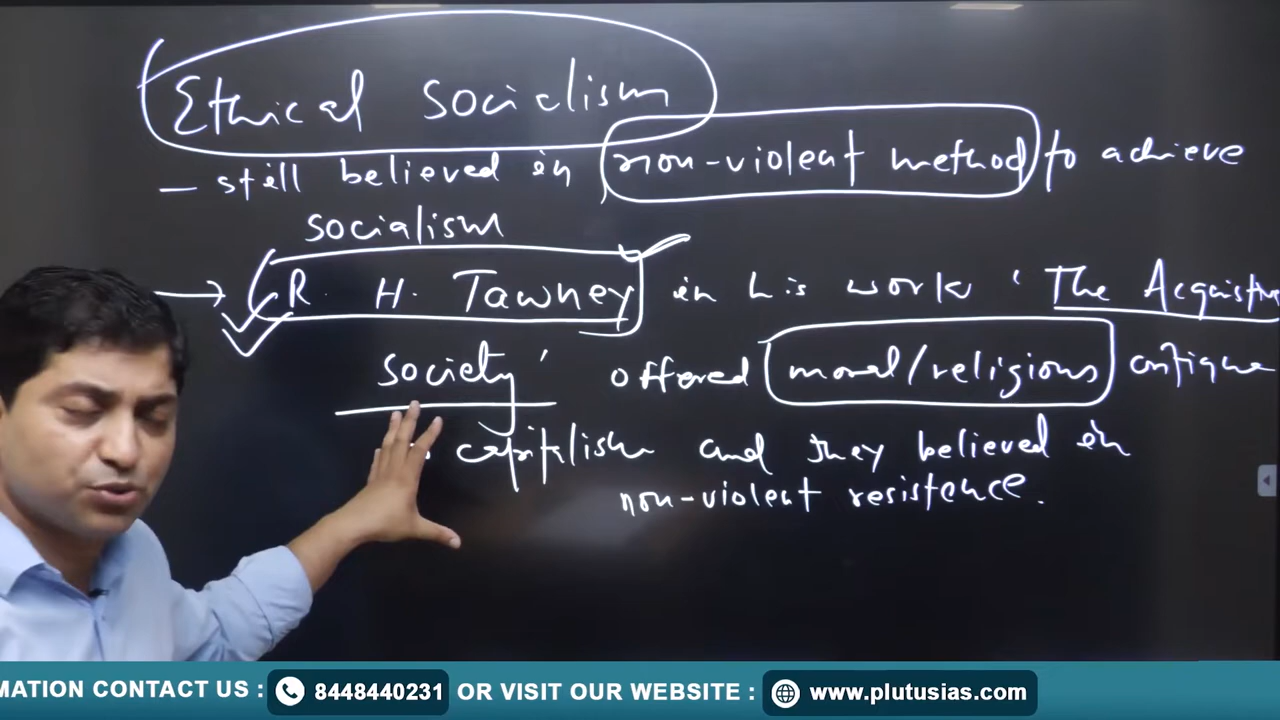 Ethical Socialism
– still believed in non-violent method to achieve
socialism
→ R. H. Tawney in his work ' The Acquisitive
society ' offered moral/religious critique
capitalism and they believed in
non-violent resistence.
MATION CONTACT US : 8448440231 OR VISIT OUR WEBSITE : www.plutusias.com